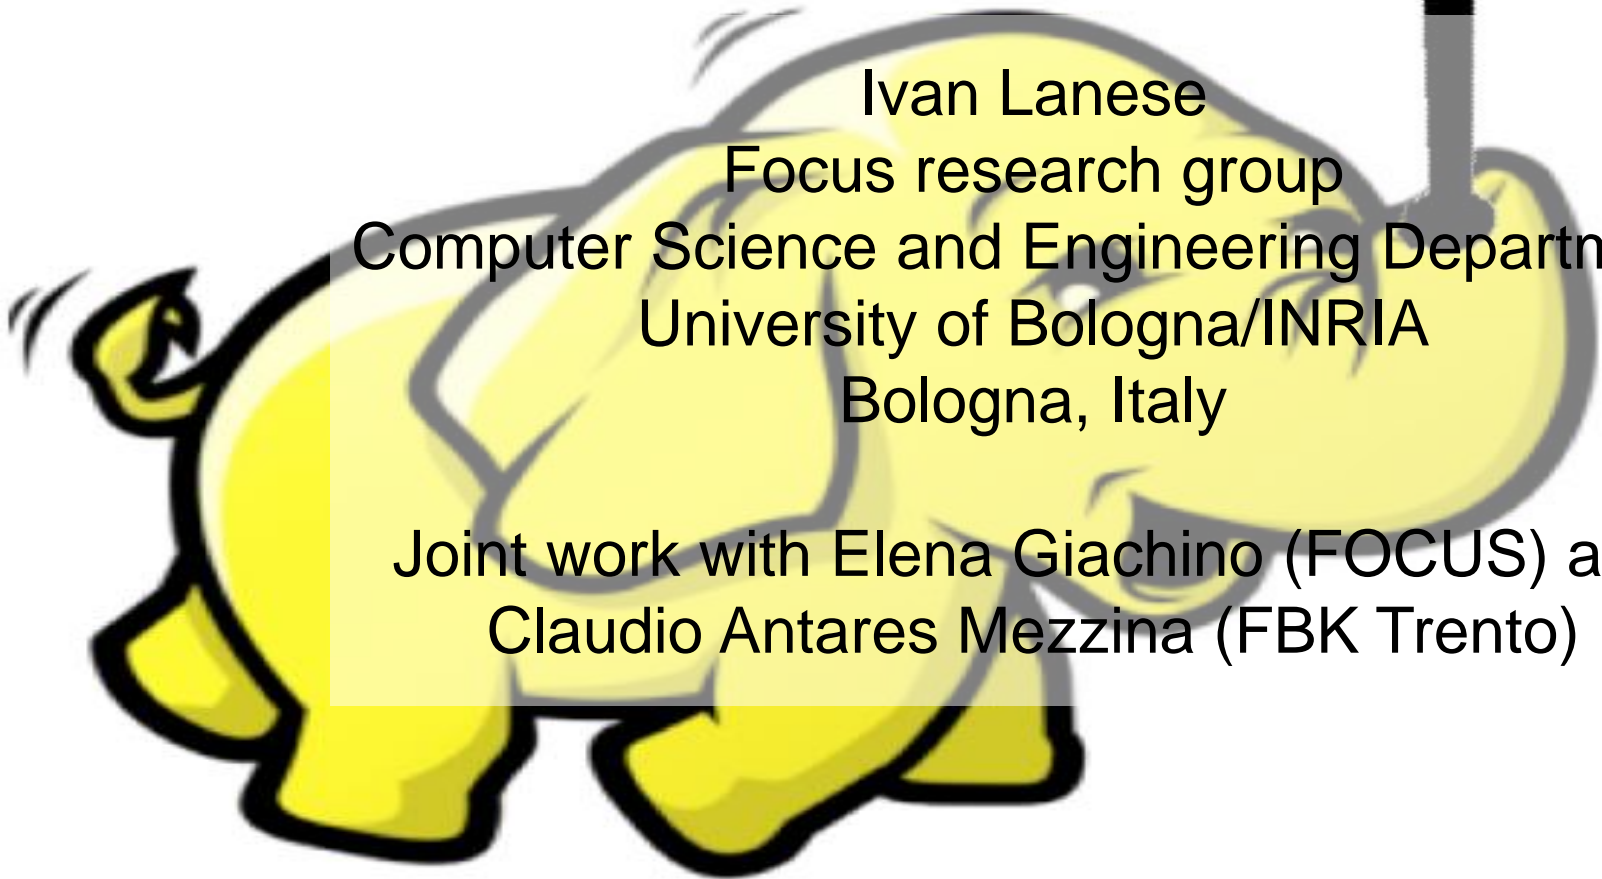 Ivan Lanese
Focus research group
Computer Science and Engineering Departm
University of Bologna/INRIA
Bologna, Italy
Joint work with Elena Giachino (FOCUS) a
Claudio Antares Mezzina (FBK Trento)